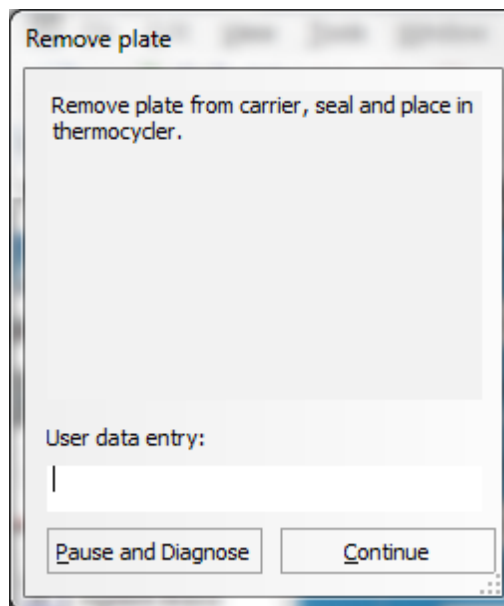 Remove plate
Remove plate from carrier, seal and place in
thermocycler.
User data entry:
Pause and Diagnose
Continue